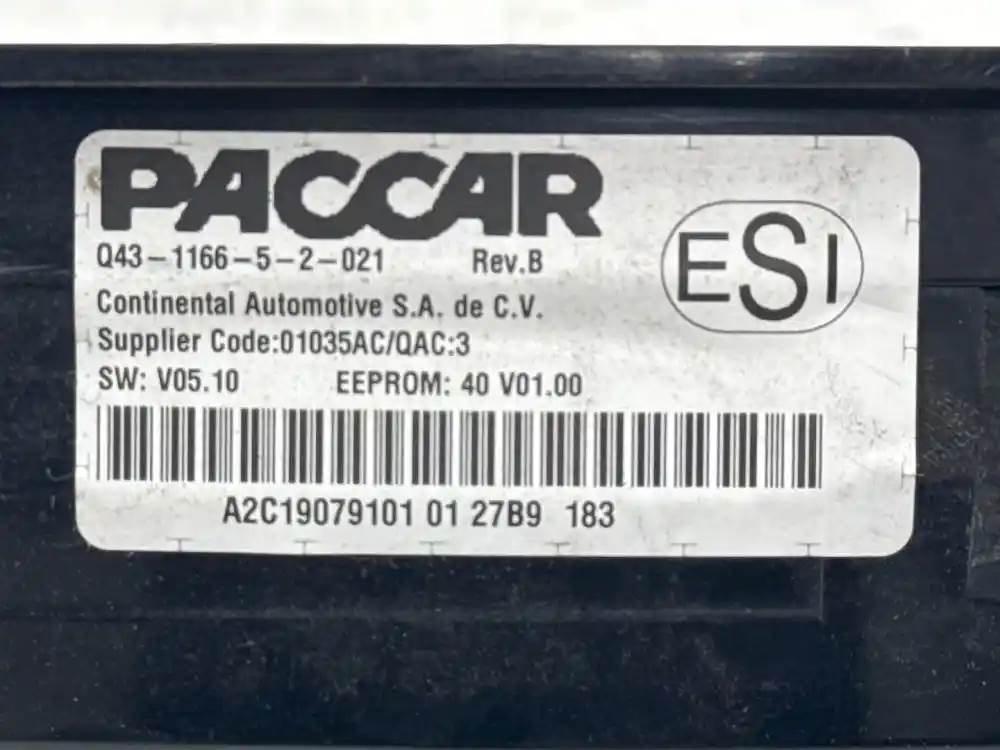 PACCAR
Q43-1166-5-2-021 Rev.B
ESI
Continental Automotive S.A. de C.V.
Supplier Code:01035AC/QAC:3
SW: V05.10 EEPROM: 40 V01.00
A2C19079101 01 27B9 183